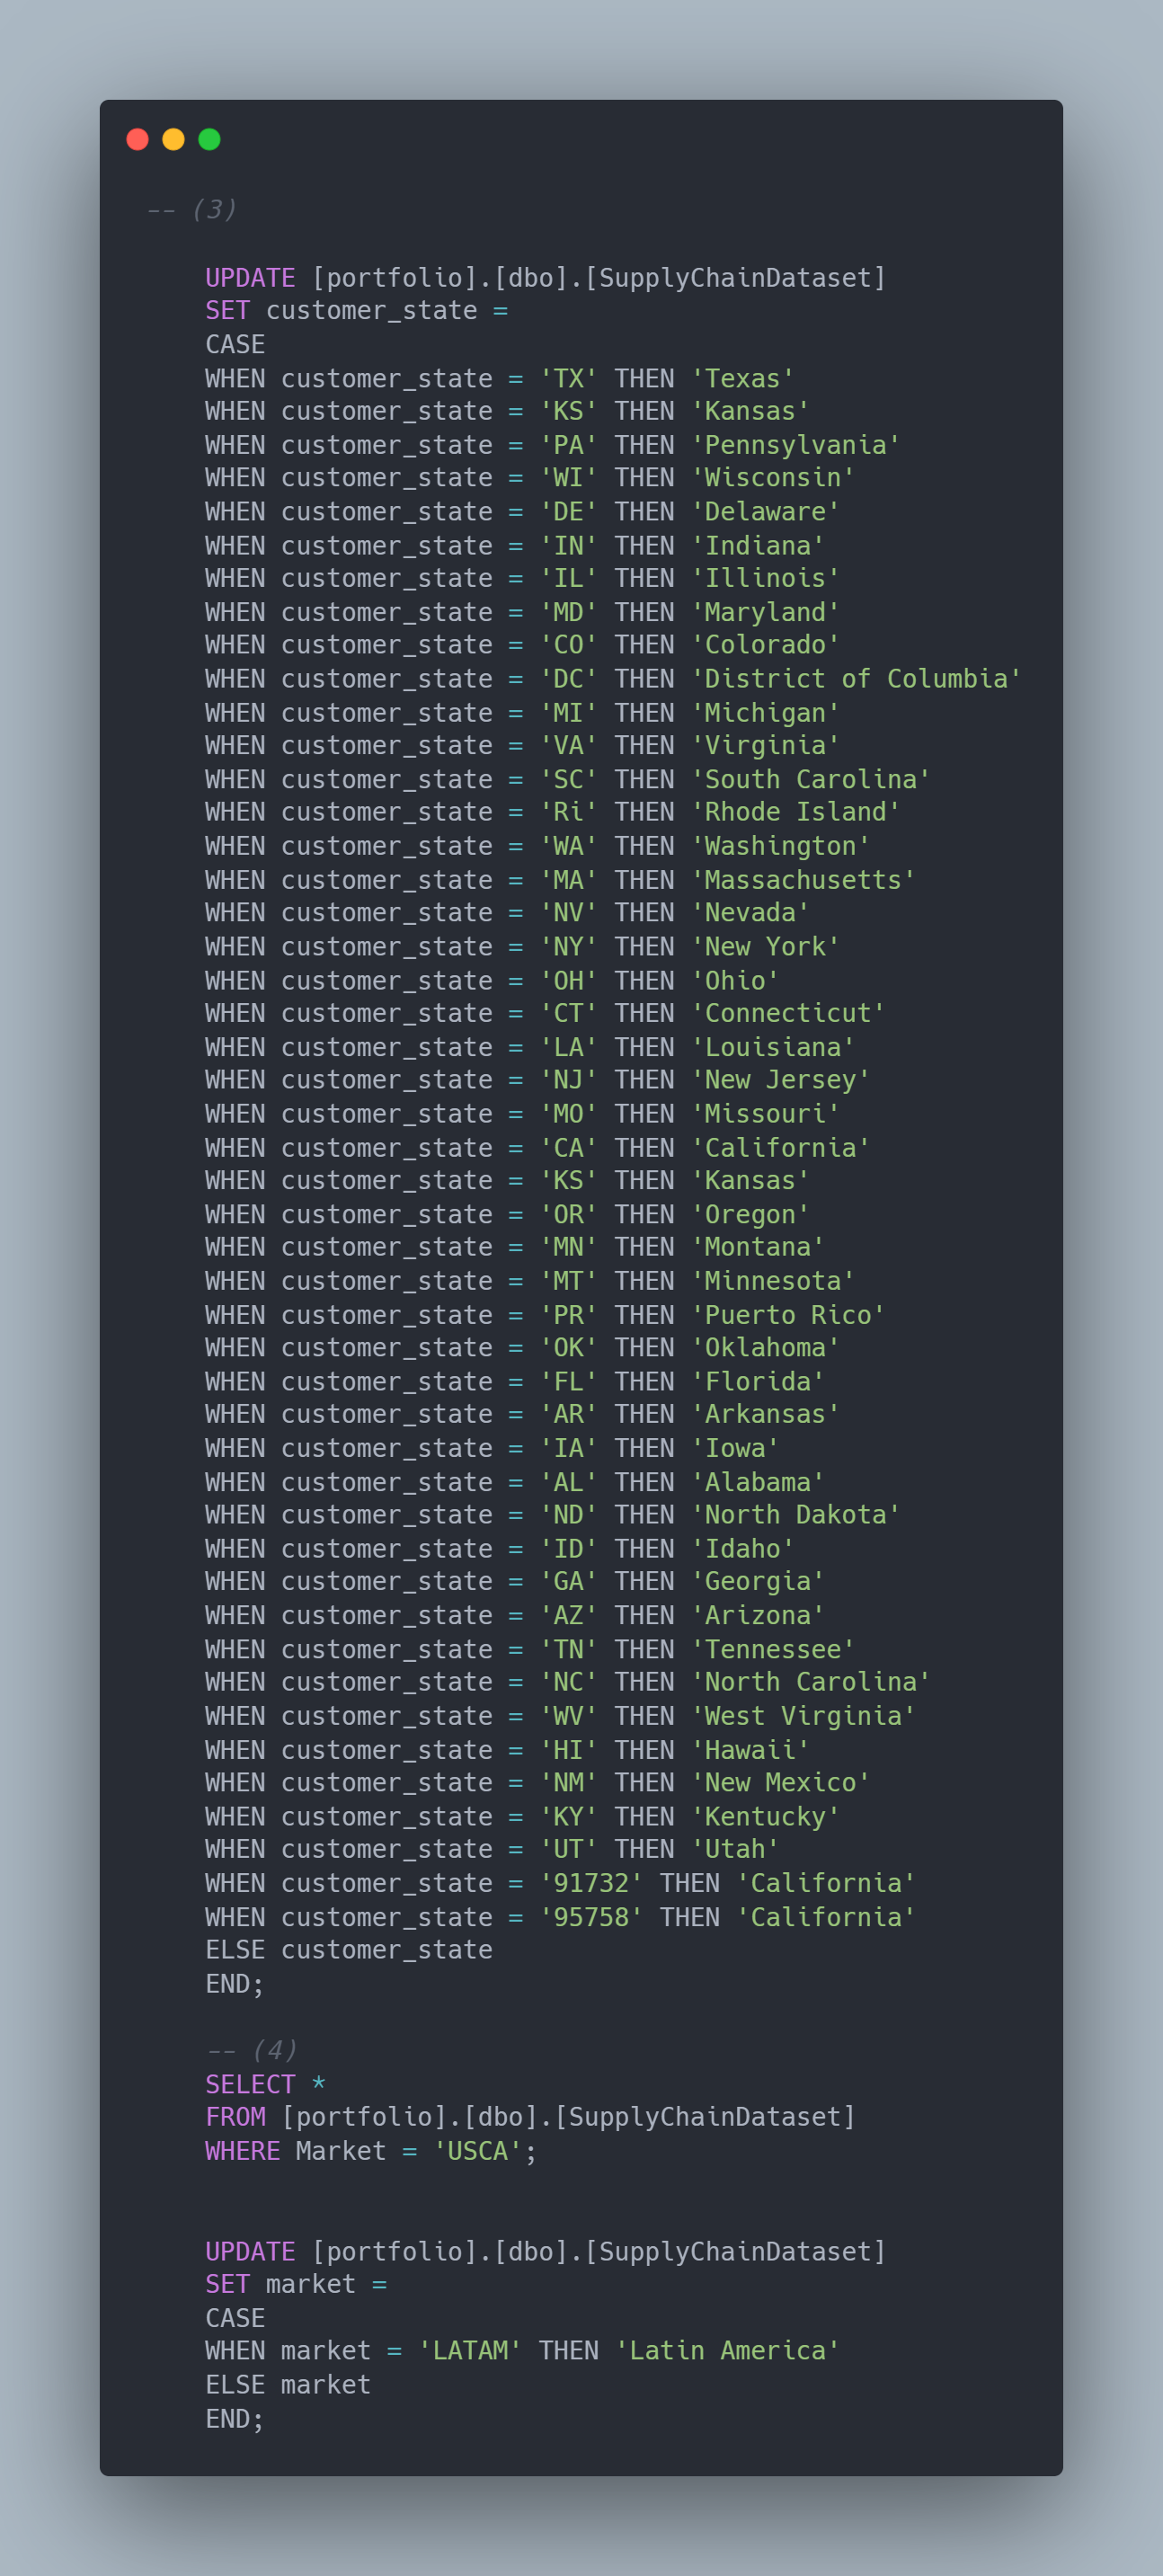 -- (3)
UPDATE [portfolio].[dbo].[SupplyChainDataset]
SET customer_state =
CASE
WHEN customer_state = 'TX' THEN 'Texas'
WHEN customer_state = 'KS' THEN 'Kansas'
WHEN customer_state = 'PA' THEN 'Pennsylvania'
WHEN customer_state = 'WI' THEN 'Wisconsin'
WHEN customer_state = 'DE' THEN 'Delaware'
WHEN customer_state = 'IN' THEN 'Indiana'
WHEN customer_state = 'IL' THEN 'Illinois'
WHEN customer_state = 'MD' THEN 'Maryland'
WHEN customer_state = 'CO' THEN 'Colorado'
WHEN customer_state = 'DC' THEN 'District of Columbia'
WHEN customer_state = 'MI' THEN 'Michigan'
WHEN customer_state = 'VA' THEN 'Virginia'
WHEN customer_state = 'SC' THEN 'South Carolina'
WHEN customer_state = 'Ri' THEN 'Rhode Island'
WHEN customer_state = 'WA' THEN 'Washington'
WHEN customer_state = 'MA' THEN 'Massachusetts'
WHEN customer_state = 'NV' THEN 'Nevada'
WHEN customer_state = 'NY' THEN 'New York'
WHEN customer_state = 'OH' THEN 'Ohio'
WHEN customer_state = 'CT' THEN 'Connecticut'
WHEN customer_state = 'LA' THEN 'Louisiana'
WHEN customer_state = 'NJ' THEN 'New Jersey'
WHEN customer_state = 'MO' THEN 'Missouri'
WHEN customer_state = 'CA' THEN 'California'
WHEN customer_state = 'KS' THEN 'Kansas'
WHEN customer_state = 'OR' THEN 'Oregon'
WHEN customer_state = 'MN' THEN 'Montana'
WHEN customer_state = 'MT' THEN 'Minnesota'
WHEN customer_state = 'PR' THEN 'Puerto Rico'
WHEN customer_state = 'OK' THEN 'Oklahoma'
WHEN customer_state = 'FL' THEN 'Florida'
WHEN customer_state = 'AR' THEN 'Arkansas'
WHEN customer_state = 'IA' THEN 'Iowa'
WHEN customer_state = 'AL' THEN 'Alabama'
WHEN customer_state = 'ND' THEN 'North Dakota'
WHEN customer_state = 'ID' THEN 'Idaho'
WHEN customer_state = 'GA' THEN 'Georgia'
WHEN customer_state = 'AZ' THEN 'Arizona'
WHEN customer_state = 'TN' THEN 'Tennessee'
WHEN customer_state = 'NC' THEN 'North Carolina'
WHEN customer_state = 'WV' THEN 'West Virginia'
WHEN customer_state = 'HI' THEN 'Hawaii'
WHEN customer_state = 'NM' THEN 'New Mexico'
WHEN customer_state = 'KY' THEN 'Kentucky'
WHEN customer_state = 'UT' THEN 'Utah'
WHEN customer_state = '91732' THEN 'California'
WHEN customer_state = '95758' THEN 'California'
ELSE customer_state
END;
-- (4)
SELECT *
FROM [portfolio].[dbo].[SupplyChainDataset]
WHERE Market = 'USCA';
UPDATE [portfolio].[dbo].[SupplyChainDataset]
SET market =
CASE
WHEN market = 'LATAM' THEN 'Latin America'
ELSE market
END;